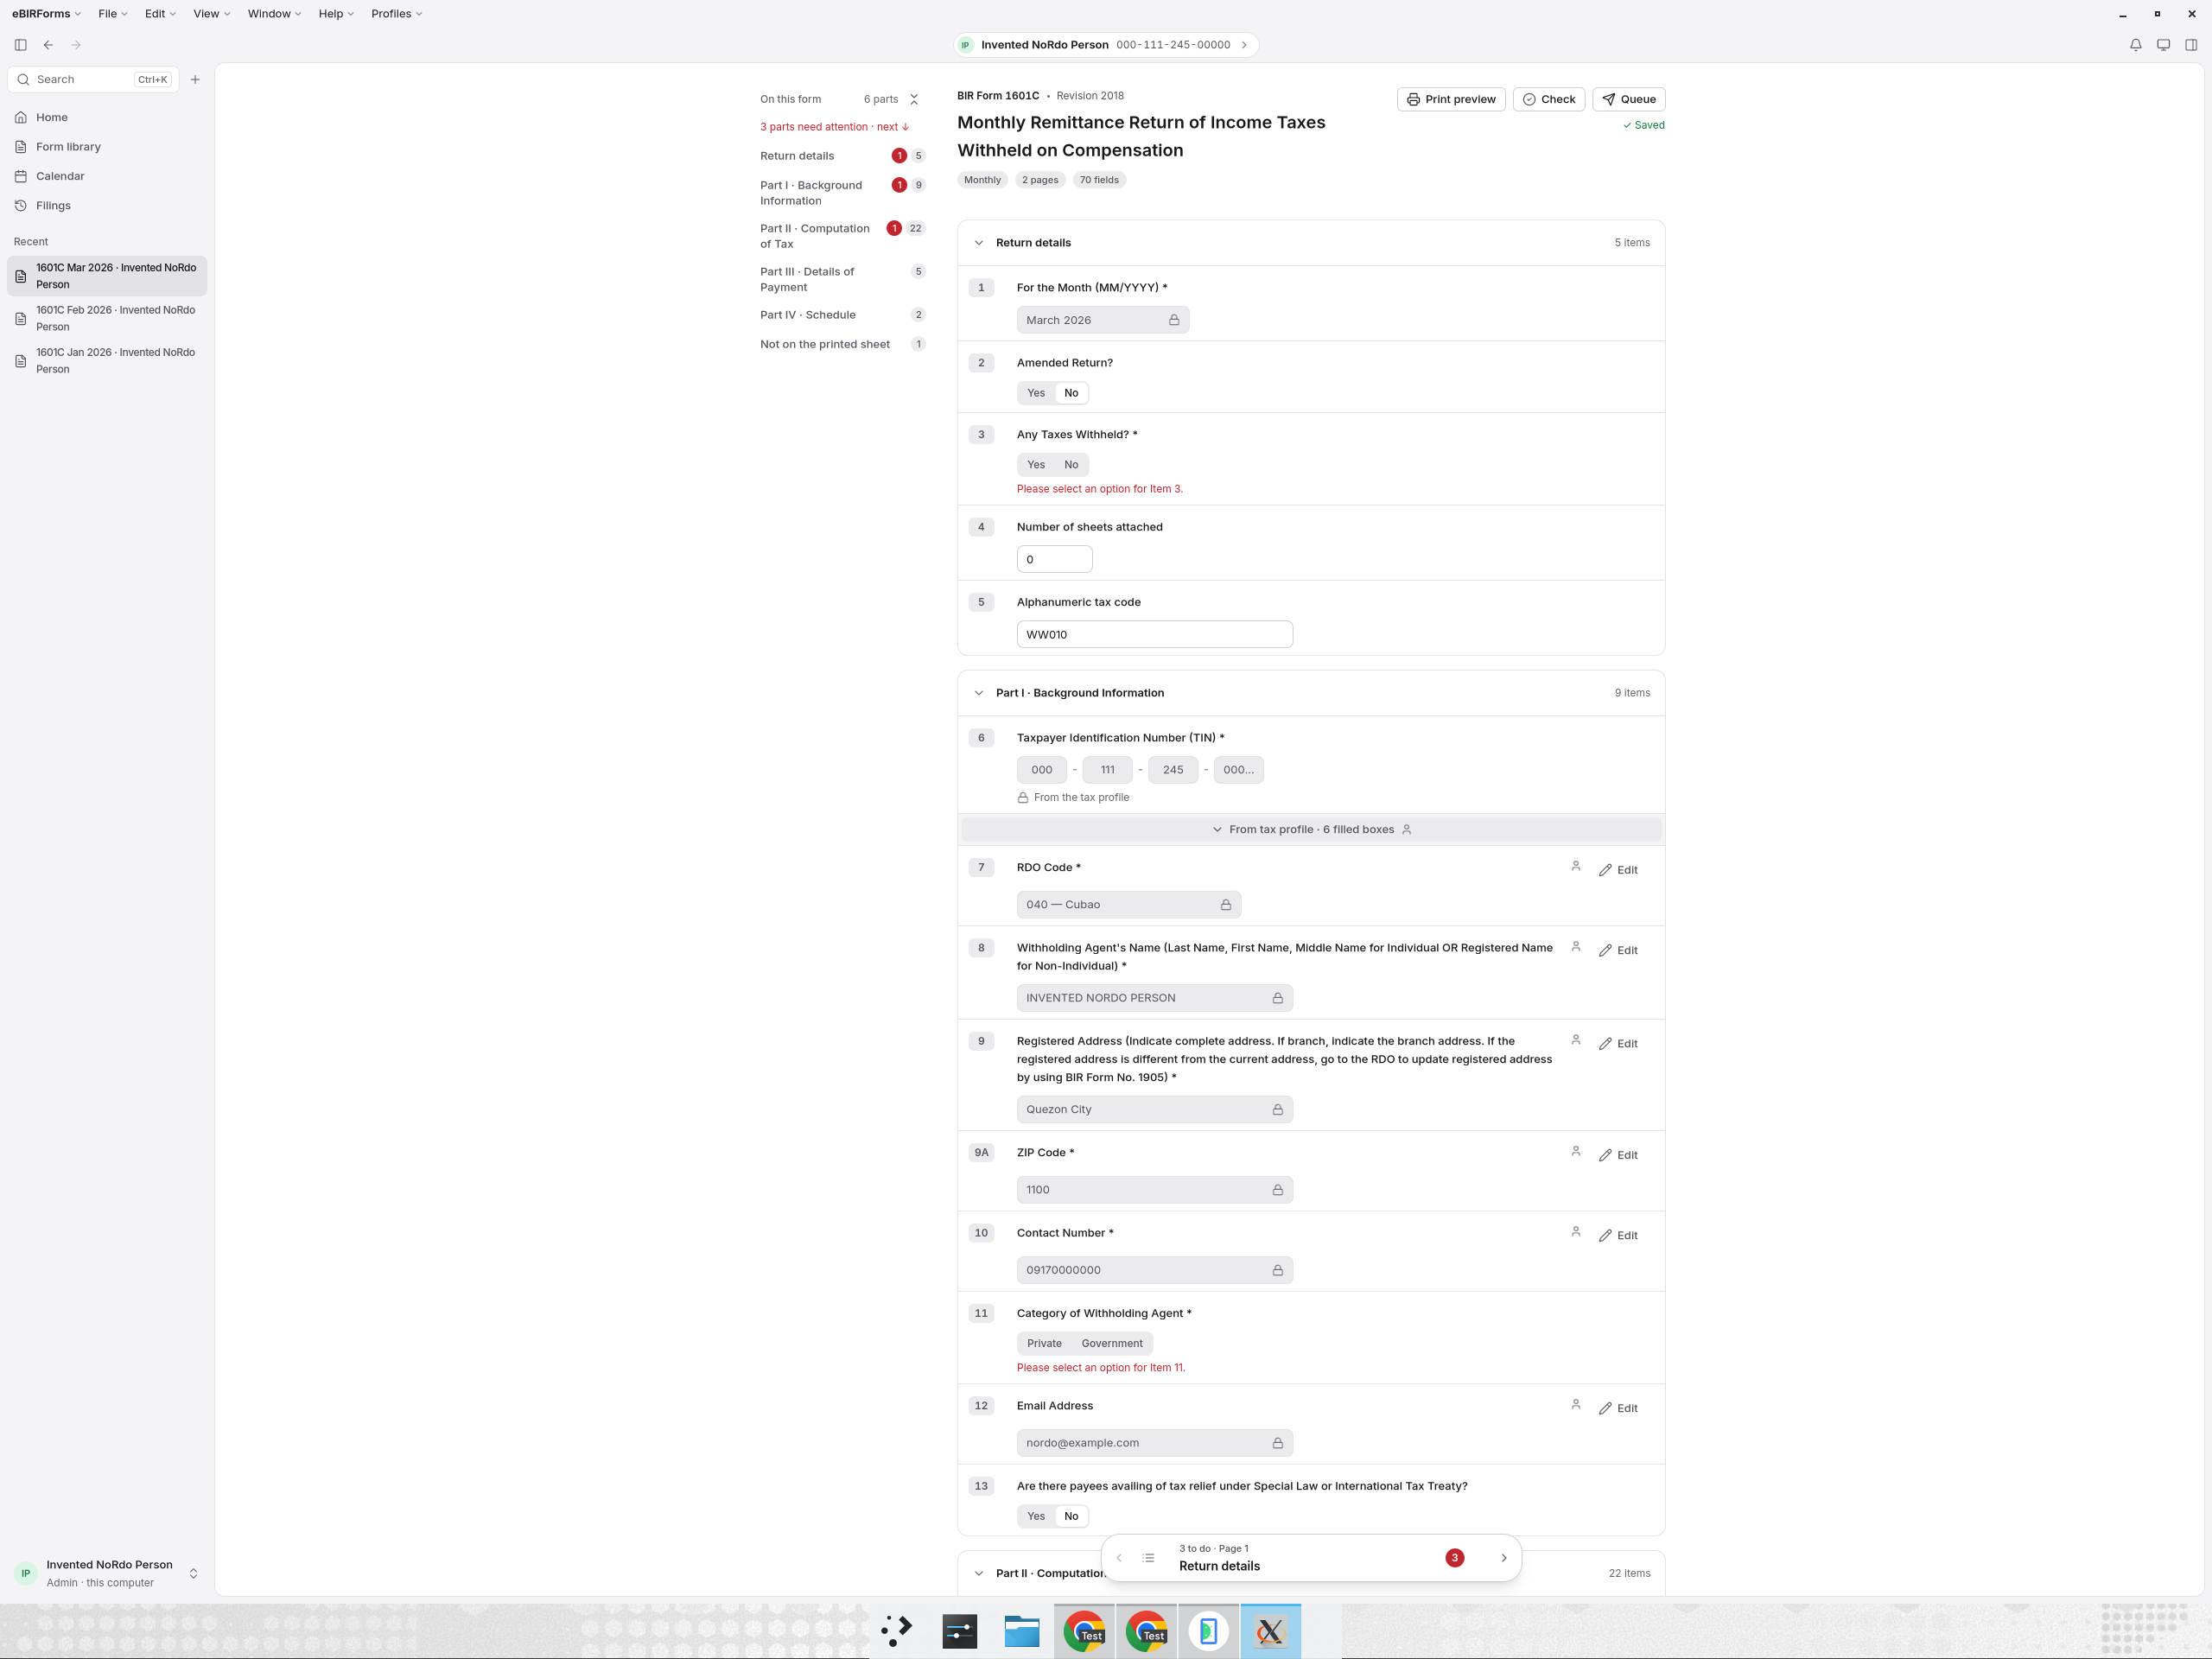 eBIRForms File Edit View Window Help Profiles
IP Invented NoRdo Person 000-111-245-00000
Search Ctrl+K
Home
Form library
Calendar
Filings
Recent
1601C Mar 2026 · Invented NoRdo
Person
1601C Feb 2026 · Invented NoRdo
Person
1601C Jan 2026 · Invented NoRdo
Person
IP Invented NoRdo Person
Admin · this computer
On this form 6 parts
3 parts need attention · next ↓
Return details 1 5
Part I · Background 1 9
Information
Part II · Computation 1 22
of Tax
Part III · Details of 5
Payment
Part IV · Schedule 2
Not on the printed sheet 1
BIR Form 1601C • Revision 2018
Print preview Check Queue
Monthly Remittance Return of Income Taxes
Withheld on Compensation
✓ Saved
Monthly 2 pages 70 fields
Return details 5 items
1 For the Month (MM/YYYY) *
March 2026
2 Amended Return?
Yes No
3 Any Taxes Withheld? *
Yes No
Please select an option for Item 3.
4 Number of sheets attached
0
5 Alphanumeric tax code
WW010
Part I · Background Information 9 items
6 Taxpayer Identification Number (TIN) *
000 - 111 - 245 - 000...
From the tax profile
From tax profile · 6 filled boxes
7 RDO Code * Edit
040 — Cubao
8 Withholding Agent's Name (Last Name, First Name, Middle Name for Individual OR Registered Name Edit
for Non-Individual) *
INVENTED NORDO PERSON
9 Registered Address (Indicate complete address. If branch, indicate the branch address. If the Edit
registered address is different from the current address, go to the RDO to update registered address
by using BIR Form No. 1905) *
Quezon City
9A ZIP Code * Edit
1100
10 Contact Number * Edit
09170000000
11 Category of Withholding Agent *
Private Government
Please select an option for Item 11.
12 Email Address Edit
nordo@example.com
13 Are there payees availing of tax relief under Special Law or International Tax Treaty?
Yes No
3 to do · Page 1
Return details 3
Part II · Computation 22 items
Test Test